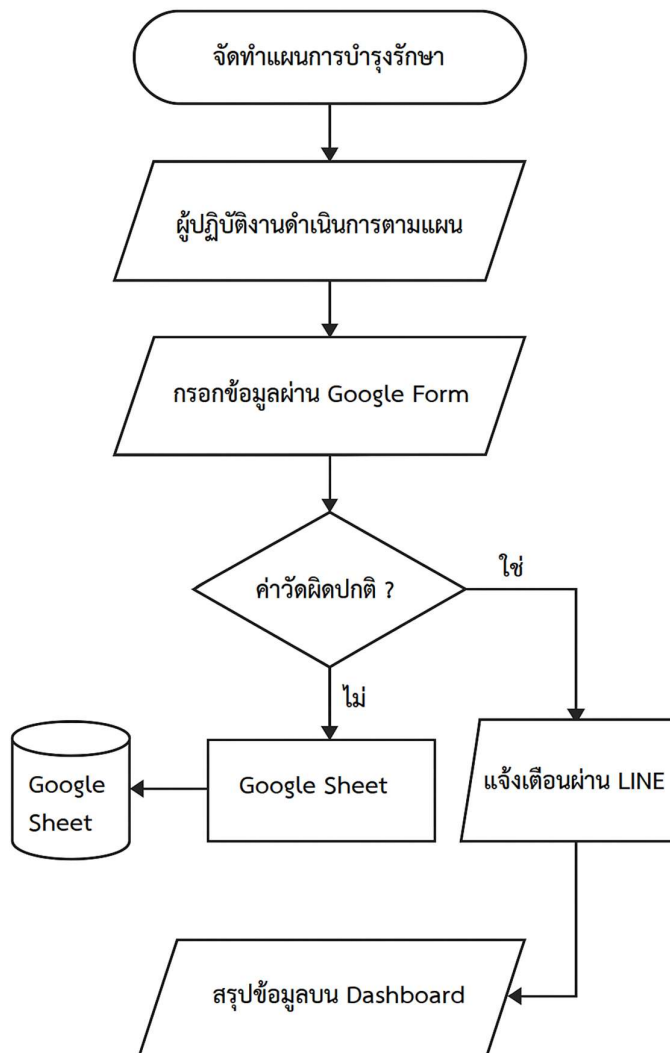 จัดทำแผนการบำรุงรักษา
ผู้ปฏิบัติงานดำเนินการตามแผน
กรอกข้อมูลผ่าน Google Form
ค่าวัดผิดปกติ ?
ใช่
ไม่
Google
Sheet
Google Sheet
แจ้งเตือนผ่าน LINE
สรุปข้อมูลบน Dashboard